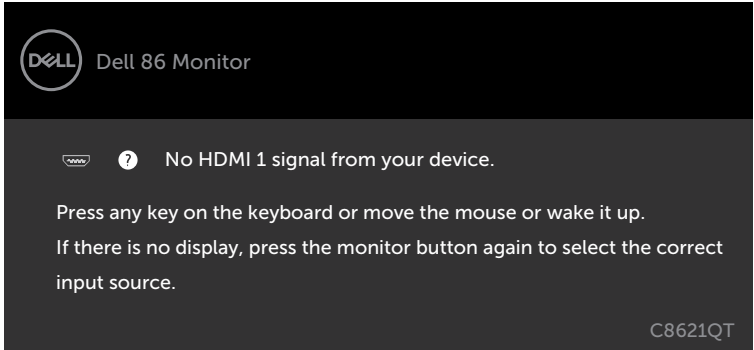 DELL
Dell 86 Monitor
? No HDMI 1 signal from your device.
Press any key on the keyboard or move the mouse or wake it up.
If there is no display, press the monitor button again to select the correct
input source.
C8621QT